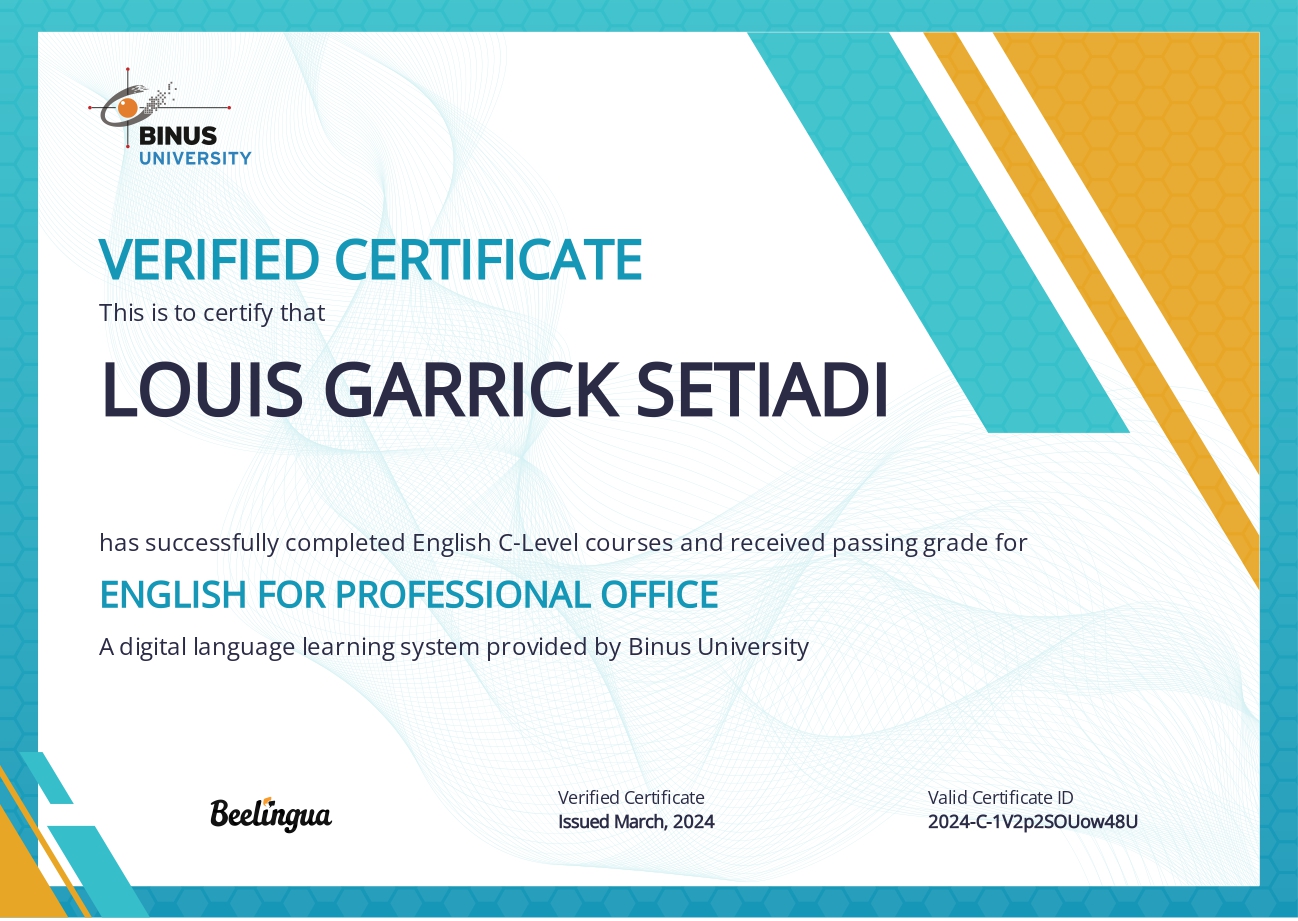 BINUS
UNIVERSITY
VERIFIED CERTIFICATE
This is to certify that
LOUIS GARRICK SETIADI
has successfully completed English C-Level courses and received passing grade for
ENGLISH FOR PROFESSIONAL OFFICE
A digital language learning system provided by Binus University
Beelingua
Verified Certificate
Issued March, 2024
Valid Certificate ID
2024-C-1V2p2SOUow48U